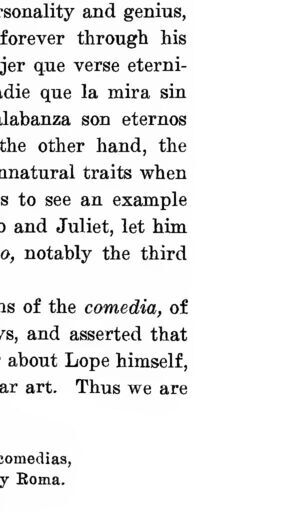 rsonality and genius,
forever through his
jer que verse eterni-
adie que la mira sin
alabanza son eternos
the other hand, the
nnatural traits when
s to see an example
o and Juliet, let him
o, notably the third
ns of the comedia, of
ys, and asserted that
about Lope himself,
ar art. Thus we are
comedias,
y Roma.